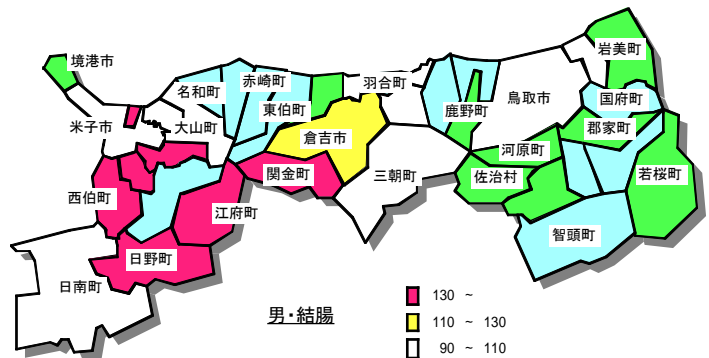 岩美町
境港市
赤崎町
羽合町
名和町
国府町
鳥取市
鹿野町
東伯町
米子市
大山町
郡家町
倉吉市
河原町
関金町
三朝町
佐治村
若桜町
西伯町
江府町
智頭町
日野町
日南町
男・結腸
130 ~
110 ~ 130
90 ~ 110